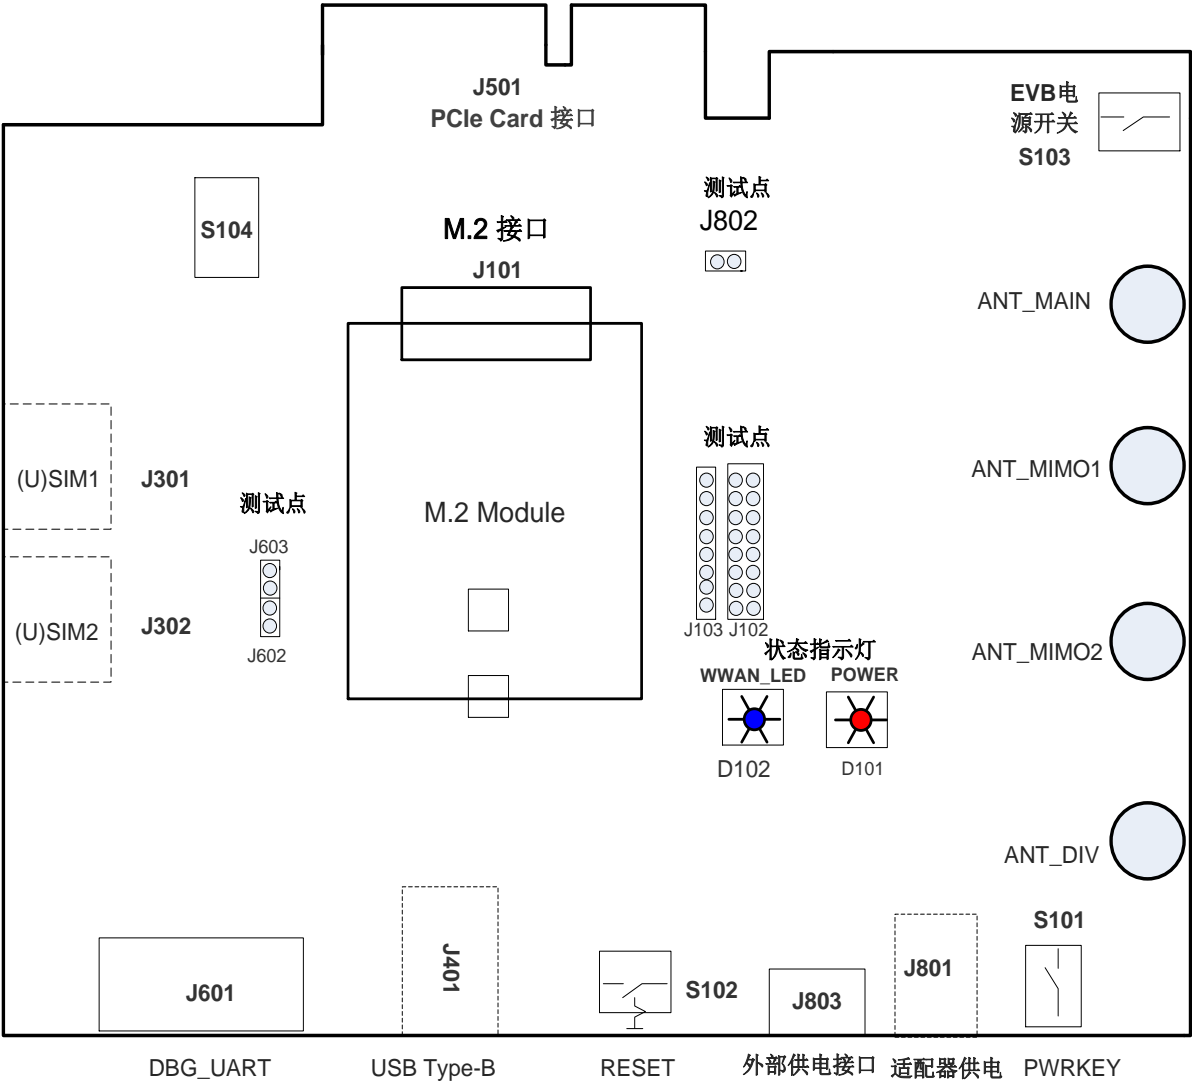 J501
PCIe Card 接口
EVB电
源开关
S103
测试点
J802
S104
M.2 接口
J101
ANT_MAIN
测试点
ANT_MIMO1
(U)SIM1
J301
测试点
M.2 Module
J603
(U)SIM2
J302
J602
J103
J102
状态指示灯
WWAN_LED
POWER
ANT_MIMO2
D102
D101
ANT_DIV
S101
J601
J401
S102
J803
J801
DBG_UART
USB Type-B
RESET
外部供电接口
适配器供电
PWRKEY